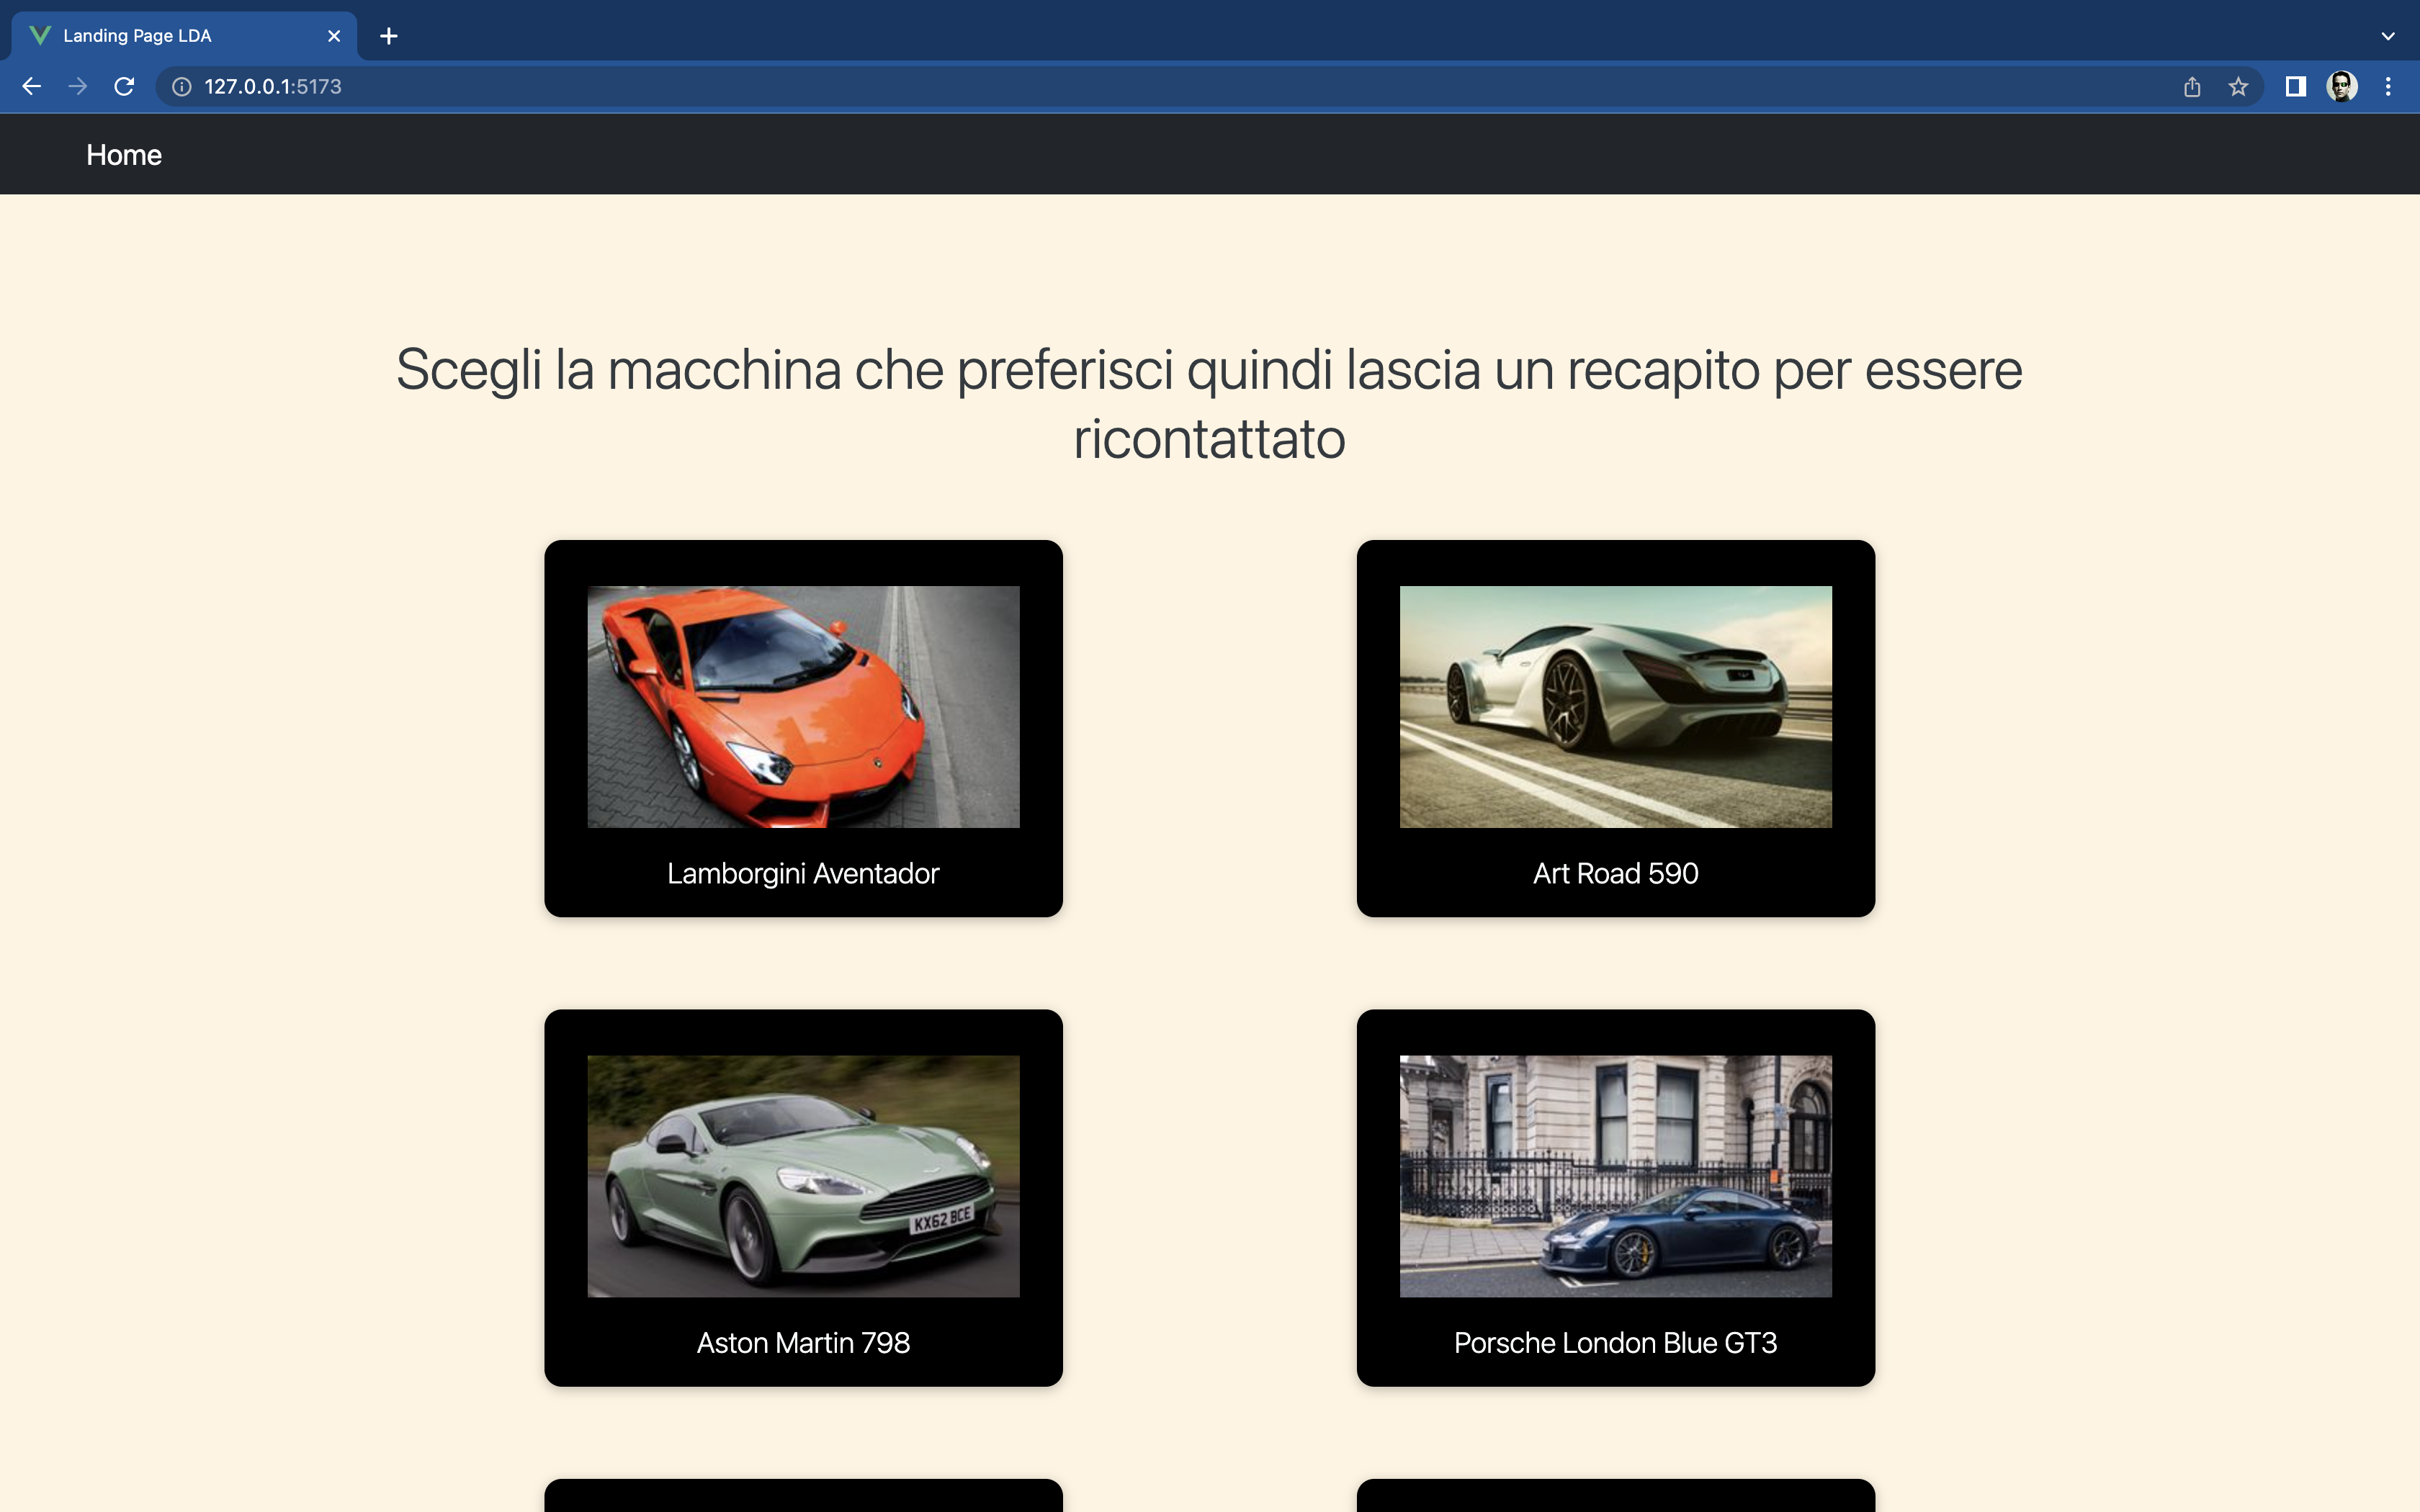 Landing Page LDA
127.0.0.1:5173
Home
Scegli la macchina che preferisci quindi lascia un recapito per essere
ricontattato
Lamborgini Aventador
Art Road 590
KX62 BCE
Aston Martin 798
Porsche London Blue GT3